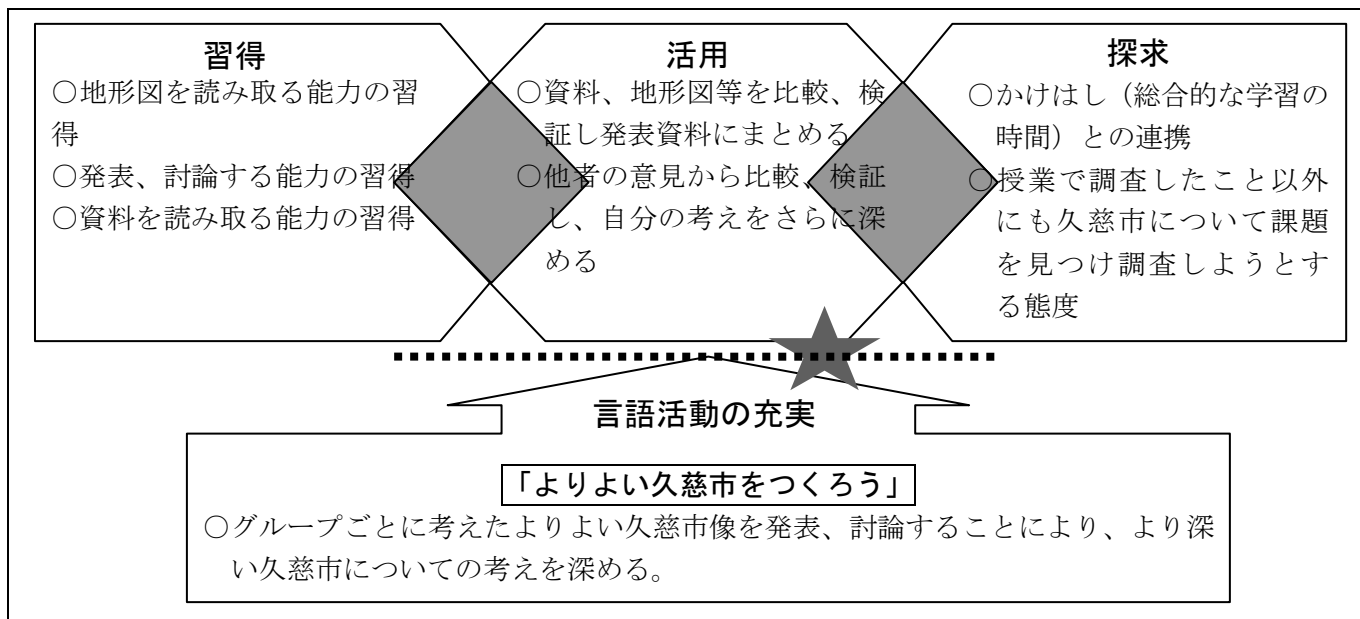 習得
○地形図を読み取る能力の習
得
○発表、討論する能力の習得
○資料を読み取る能力の習得
活用
○資料、地形図等を比較、検
証し発表資料にまとめる
○他者の意見から比較、検証
し、自分の考えをさらに深
める
探求
○かけはし（総合的な学習の
時間）との連携
○授業で調査したこと以外
にも久慈市について課題
を見つけ調査しようとす
る態度
言語活動の充実
「よりよい久慈市をつくろう」
○グループごとに考えたよりよい久慈市像を発表、討論することにより、より深
い久慈市についての考えを深める。